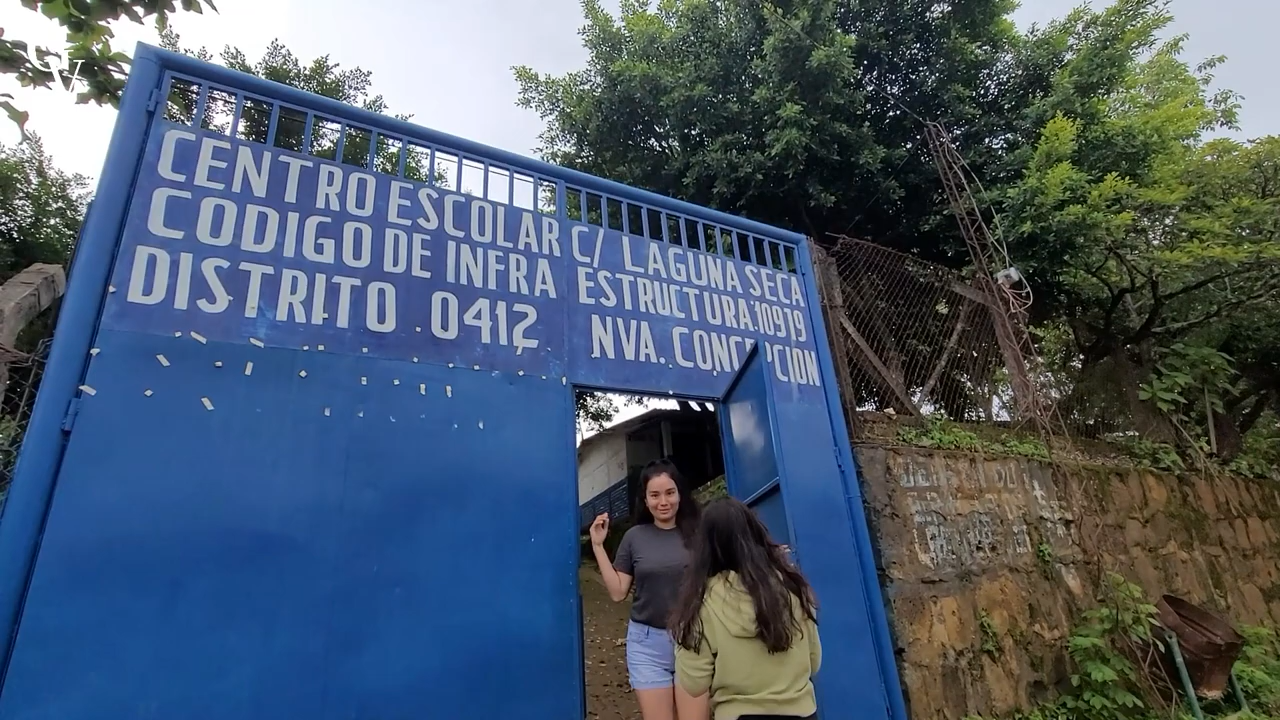 CENTRO ESCOLAR C/ LAGUNA SECA
CODIGO DE INFRA ESTRUCTURA:10919
DISTRITO 0412 NVA. CONCEPCION